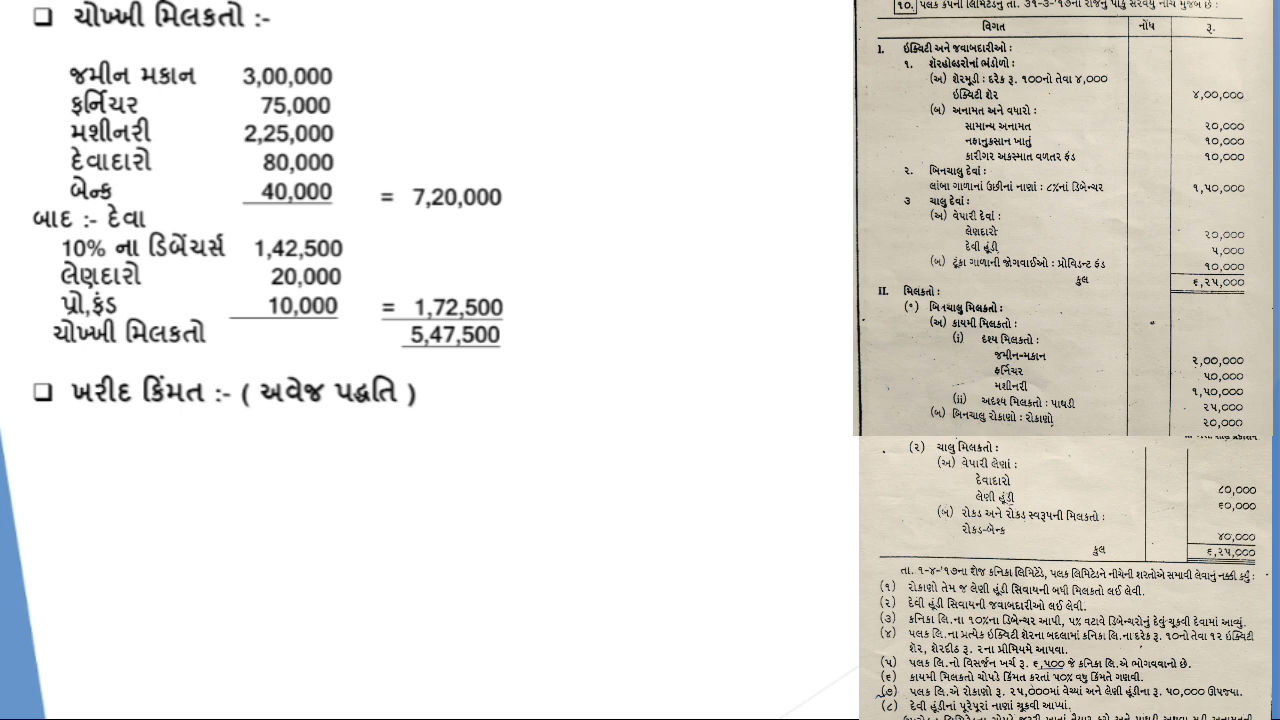 ❑ ચોખ્ખી મિલકતો :-
જમીન મકાન 3,00,000
ફર્નિચર 75,000
મશીનરી 2,25,000
દેવાદારો 80,000
બેન્ક 40,000 = 7,20,000
બાદ :- દેવા
10% ના ડિબેંચર્સ 1,42,500
લેણદારો 20,000
પ્રો,ફંડ 10,000 = 1,72,500
ચોખ્ખી મિલકતો 5,47,500
❑ ખરીદ કિંમત :- ( અવેજ પદ્ધતિ )
૧૦. પલક કંપની લિમિટેડનું તા. ૩૧-૩-'૧૭ના રોજનું પાકું સરવૈયું નીચે મુજબ છે :
વિગત નોંધ રૂ.
I. ઇક્વિટી અને જવાબદારીઓ :
૧. શૅરહોલ્ડરોનાં ભંડોળો :
(અ) શેરમૂડી : દરેક રૂ. ૧૦૦નો તેવા ૪,૦૦૦
ઇક્વિટી શેર ૪,૦૦,૦૦૦
(બ) અનામત અને વધારો :
સામાન્ય અનામત ૨૦,૦૦૦
નફાનુકસાન ખાતું ૧૦,૦૦૦
કારીગર અકસ્માત વળતર ફંડ ૧૦,૦૦૦
૨. બિનચાલુ દેવાં :
લાંબા ગાળાનાં ઉછીનાં નાણાં : ૮%નાં ડિબેન્ચર ૧,૫૦,૦૦૦
૩ ચાલુ દેવાં :
(અ) વેપારી દેવાં :
લેણદારો ૨૦,૦૦૦
દેવી હૂંડી ૫,૦૦૦
(બ) ટૂંકા ગાળાની જોગવાઈઓ : પ્રોવિડન્ટ ફંડ ૧૦,૦૦૦
કુલ ૬,૨૫,૦૦૦
II. મિલકતો :
(૧) બિનચાલુ મિલકતો :
(અ) કાયમી મિલકતો :
(i) દશ્ય મિલકતો :
જમીન-મકાન ૨,૦૦,૦૦૦
ફર્નિચર ૫૦,૦૦૦
મશીનરી ૧,૫૦,૦૦૦
(ii) અદશ્ય મિલકતો : પાઘડી ૨૫,૦૦૦
(બ) બિનચાલુ રોકાણો : રોકાણો ૨૦,૦૦૦
(૨) ચાલુ મિલકતો :
(અ) વેપારી લેણાં :
દેવાદારો ૮૦,૦૦૦
લેણી હૂંડી ૬૦,૦૦૦
(બ) રોકડ અને રોકડ સ્વરૂપની મિલકતો :
રોકડ-બેન્ક ૪૦,૦૦૦
કુલ ૬,૨૫,૦૦૦
તા. ૧-૪-'૧૭ના રોજ કનિકા લિમિટેડે, પલક લિમિટેડને નીચેની શરતોએ સમાવી લેવાનું નક્કી કર્યું :
(૧) રોકાણો તેમ જ લેણી હૂંડી સિવાયની બધી મિલકતો લઈ લેવી.
(૨) દેવી હૂંડી સિવાયની જવાબદારીઓ લઈ લેવી.
(૩) કનિકા લિ.ના ૧૦%ના ડિબેન્ચર આપી, ૫% વટાવે ડિબેન્ચરોનું દેવું ચૂકવી દેવામાં આવ્યું.
(૪) પલક લિ.ના પ્રત્યેક ઇક્વિટી શેરના બદલામાં કનિકા લિ.ના દરેક રૂ. ૧૦નો તેવા ૧૨ ઇક્વિટી
શેર, શેરદીઠ રૂ. ૨ના પ્રીમિયમે આપવા.
(૫) પલક લિ.નો વિસર્જન ખર્ચ રૂ. ૬,૫૦૦ જે કનિકા લિ.એ ભોગવવાનો છે.
(૬) કાયમી મિલકતો ચોપડે કિંમત કરતાં ૫૦% વધુ કિંમતે ગણવી.
(૭) પલક લિ.એ રોકાણો રૂ. ૨૫,૦૦૦માં વેચ્યાં અને લેણી હૂંડીના રૂ. ૫૦,૦૦૦ ઊપજ્યા.
(૮) દેવી હૂંડીનાં પૂરેપૂરાં નાણાં ચૂકવી આપ્યાં.